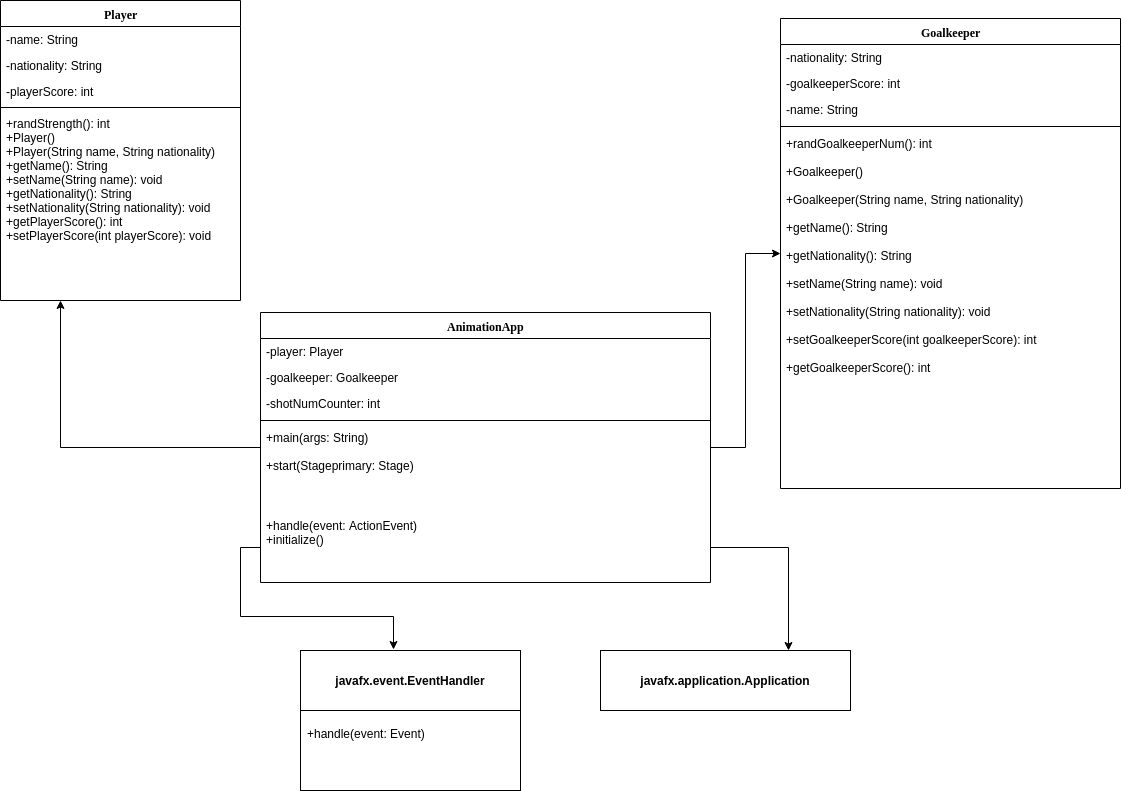 Player
-name: String
-nationality: String
-playerScore: int
+randStrength(): int
+Player()
+Player(String name, String nationality)
+getName(): String
+setName(String name): void
+getNationality(): String
+setNationality(String nationality): void
+getPlayerScore(): int
+setPlayerScore(int playerScore): void
Goalkeeper
-nationality: String
-goalkeeperScore: int
-name: String
+randGoalkeeperNum(): int
+Goalkeeper()
+Goalkeeper(String name, String nationality)
+getName(): String
+getNationality(): String
+setName(String name): void
+setNationality(String nationality): void
+setGoalkeeperScore(int goalkeeperScore): int
+getGoalkeeperScore(): int
AnimationApp
-player: Player
-goalkeeper: Goalkeeper
-shotNumCounter: int
+main(args: String)
+start(Stageprimary: Stage)
+handle(event: ActionEvent)
+initialize()
javafx.event.EventHandler
+handle(event: Event)
javafx.application.Application